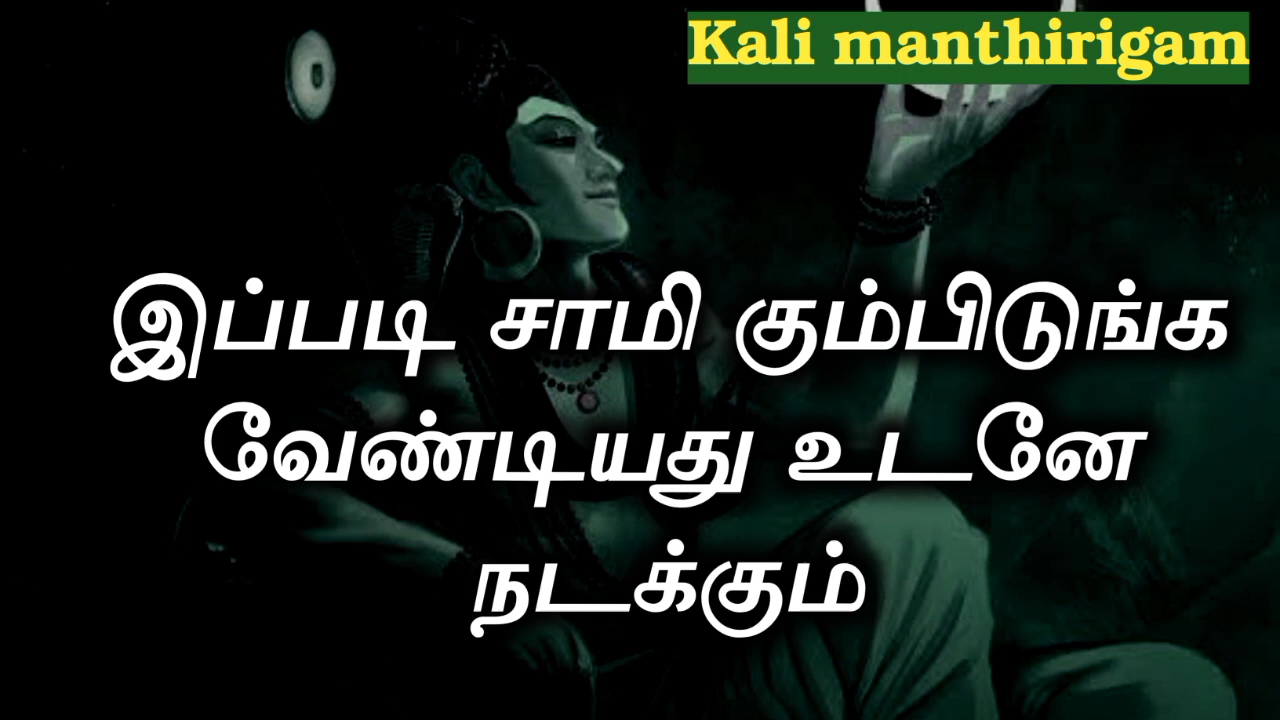 Kali manthirigam
இப்படி சாமி கும்பிடுங்க
வேண்டியது உடனே
நடக்கும்